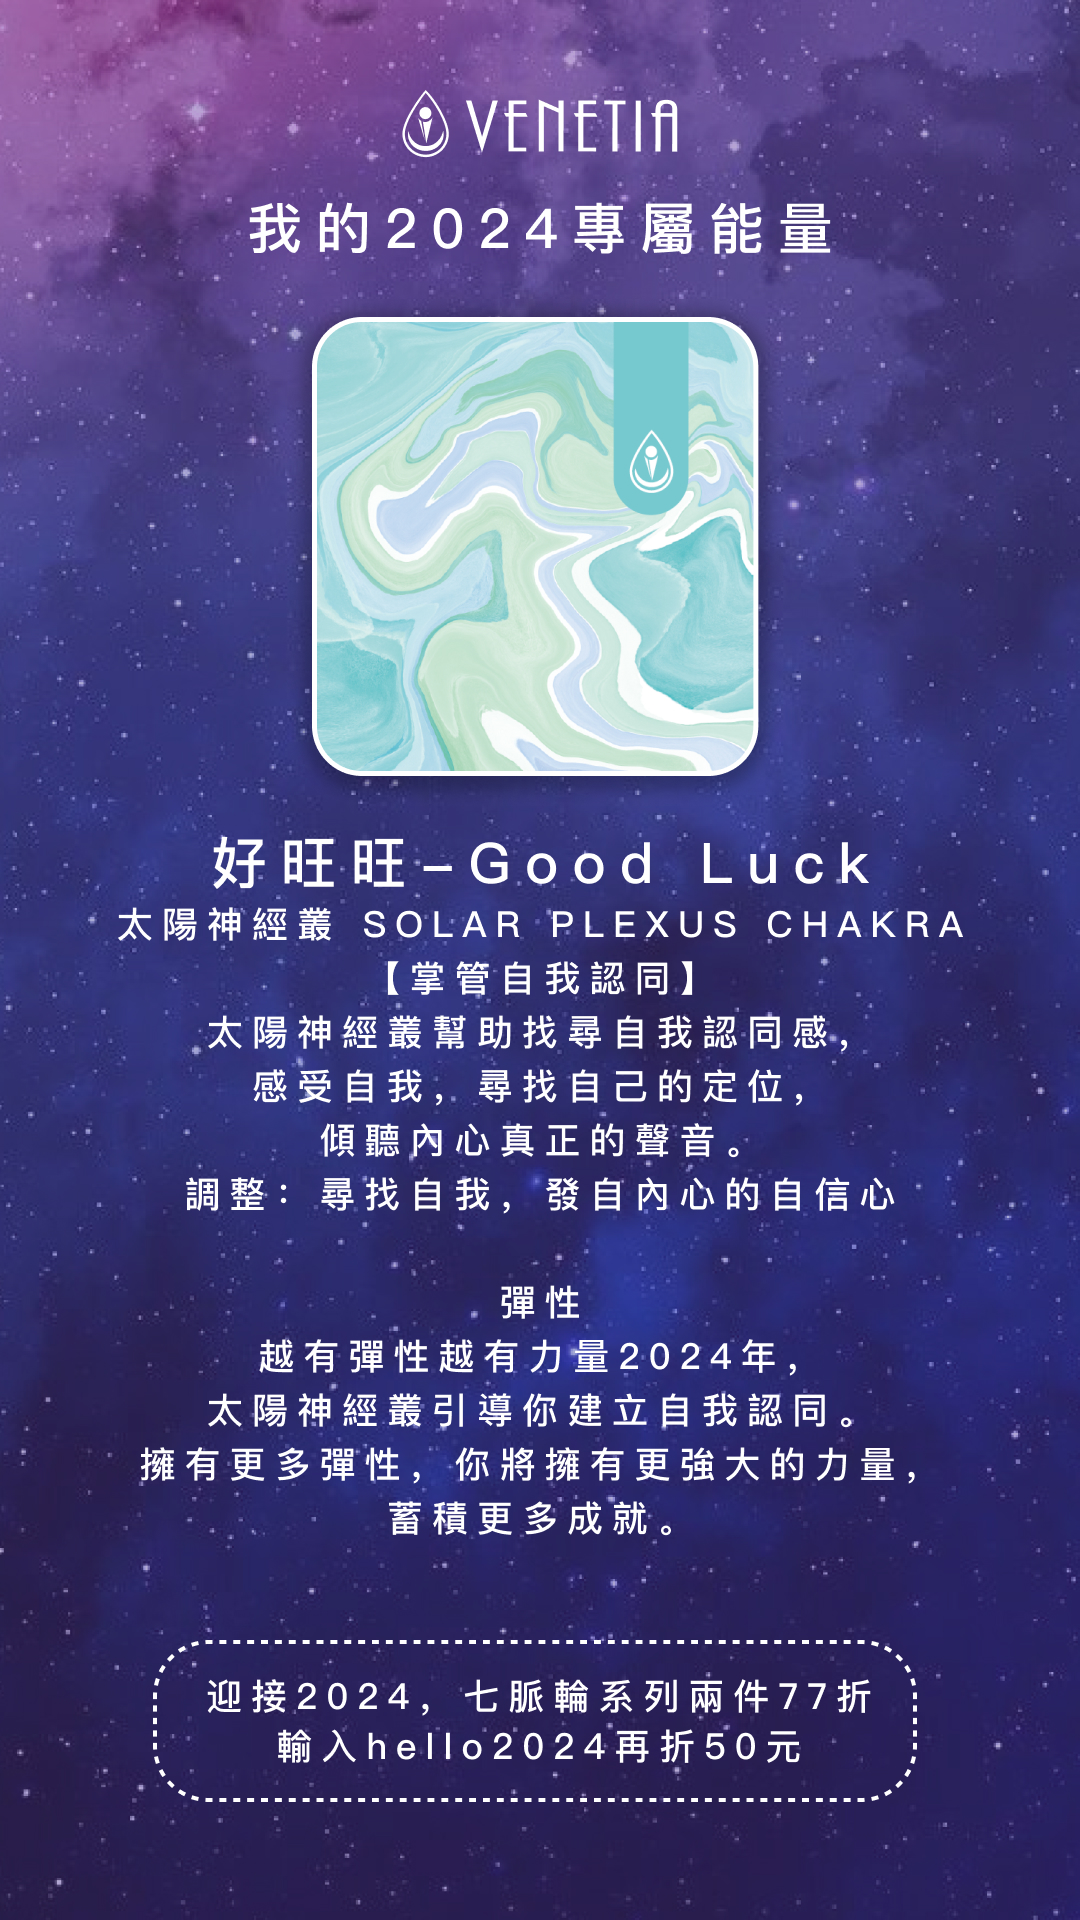 VENETIA
我的2024專屬能量
好旺旺–Good Luck
太陽神經叢 SOLAR PLEXUS CHAKRA
【掌管自我認同】
太陽神經叢幫助找尋自我認同感，
感受自我，尋找自己的定位，
傾聽內心真正的聲音。
調整：尋找自我，發自內心的自信心
彈性
越有彈性越有力量2024年，
太陽神經叢引導你建立自我認同。
擁有更多彈性，你將擁有更強大的力量，
蓄積更多成就。
迎接2024，七脈輪系列兩件77折
輸入hello2024再折50元